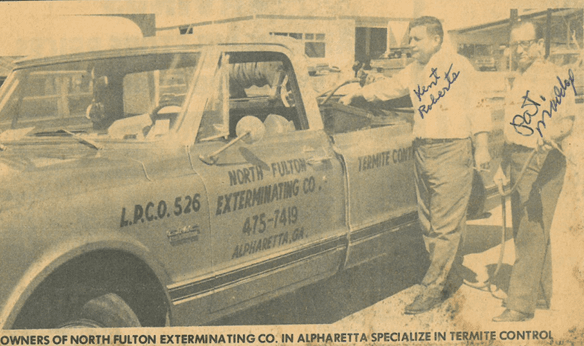 Kent
Roberts
Pat.
L.P.C.O. 526
NORTH FULTON
EXTERMINATING CO.
475-7419
ALPHARETTA, GA.
TERMITE CONT
OWNERS OF NORTH FULTON EXTERMINATING CO. IN ALPHARETTA SPECIALIZE IN TERMITE CONTROL